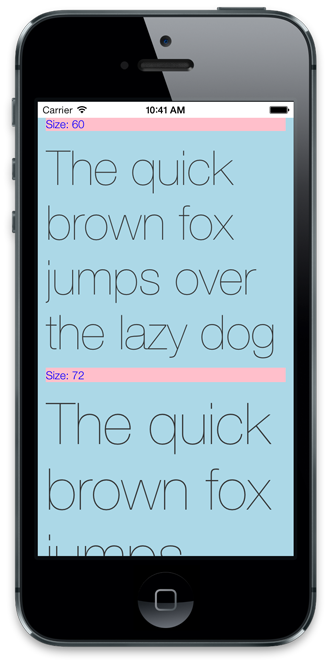 Carrier 10:41 AM
Size: 60
The quick
brown fox
jumps over
the lazy dog
Size: 72
The quick
brown fox
jumps